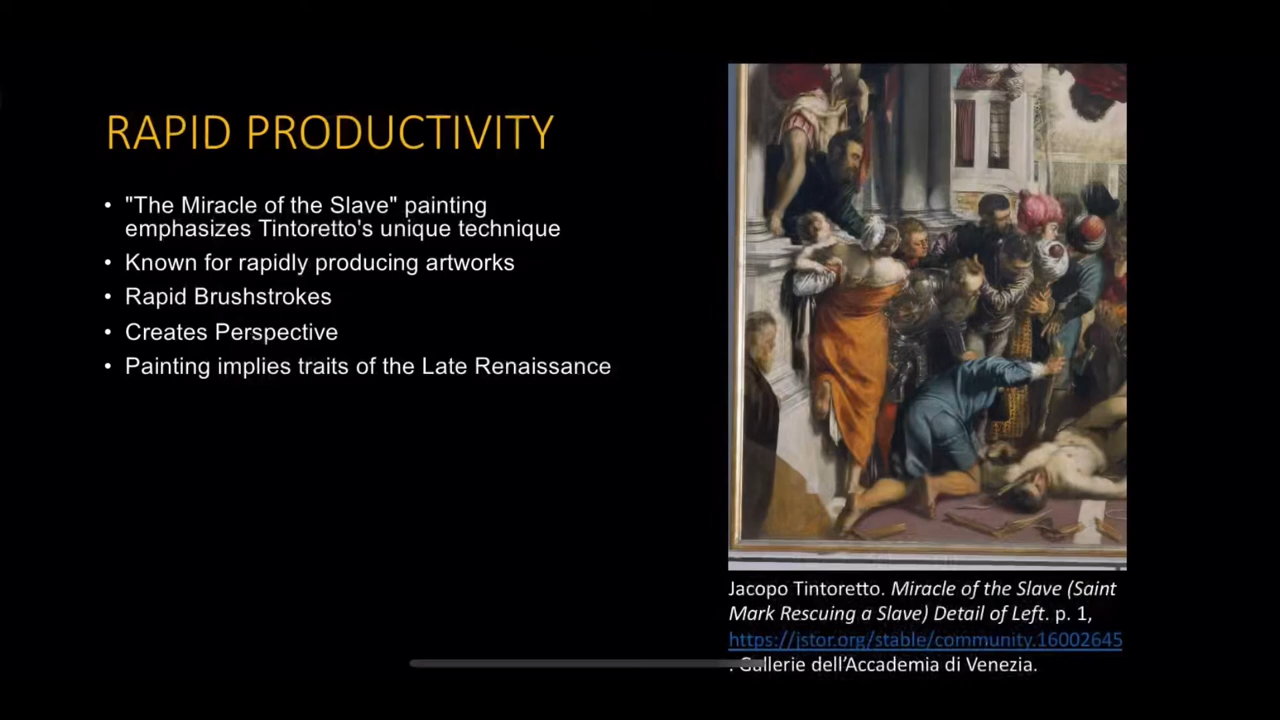 RAPID PRODUCTIVITY
• "The Miracle of the Slave" painting
emphasizes Tintoretto's unique technique
• Known for rapidly producing artworks
• Rapid Brushstrokes
• Creates Perspective
• Painting implies traits of the Late Renaissance
Jacopo Tintoretto. Miracle of the Slave (Saint
Mark Rescuing a Slave) Detail of Left. p. 1,
https://jstor.org/stable/community.16002645
. Gallerie dell’Accademia di Venezia.